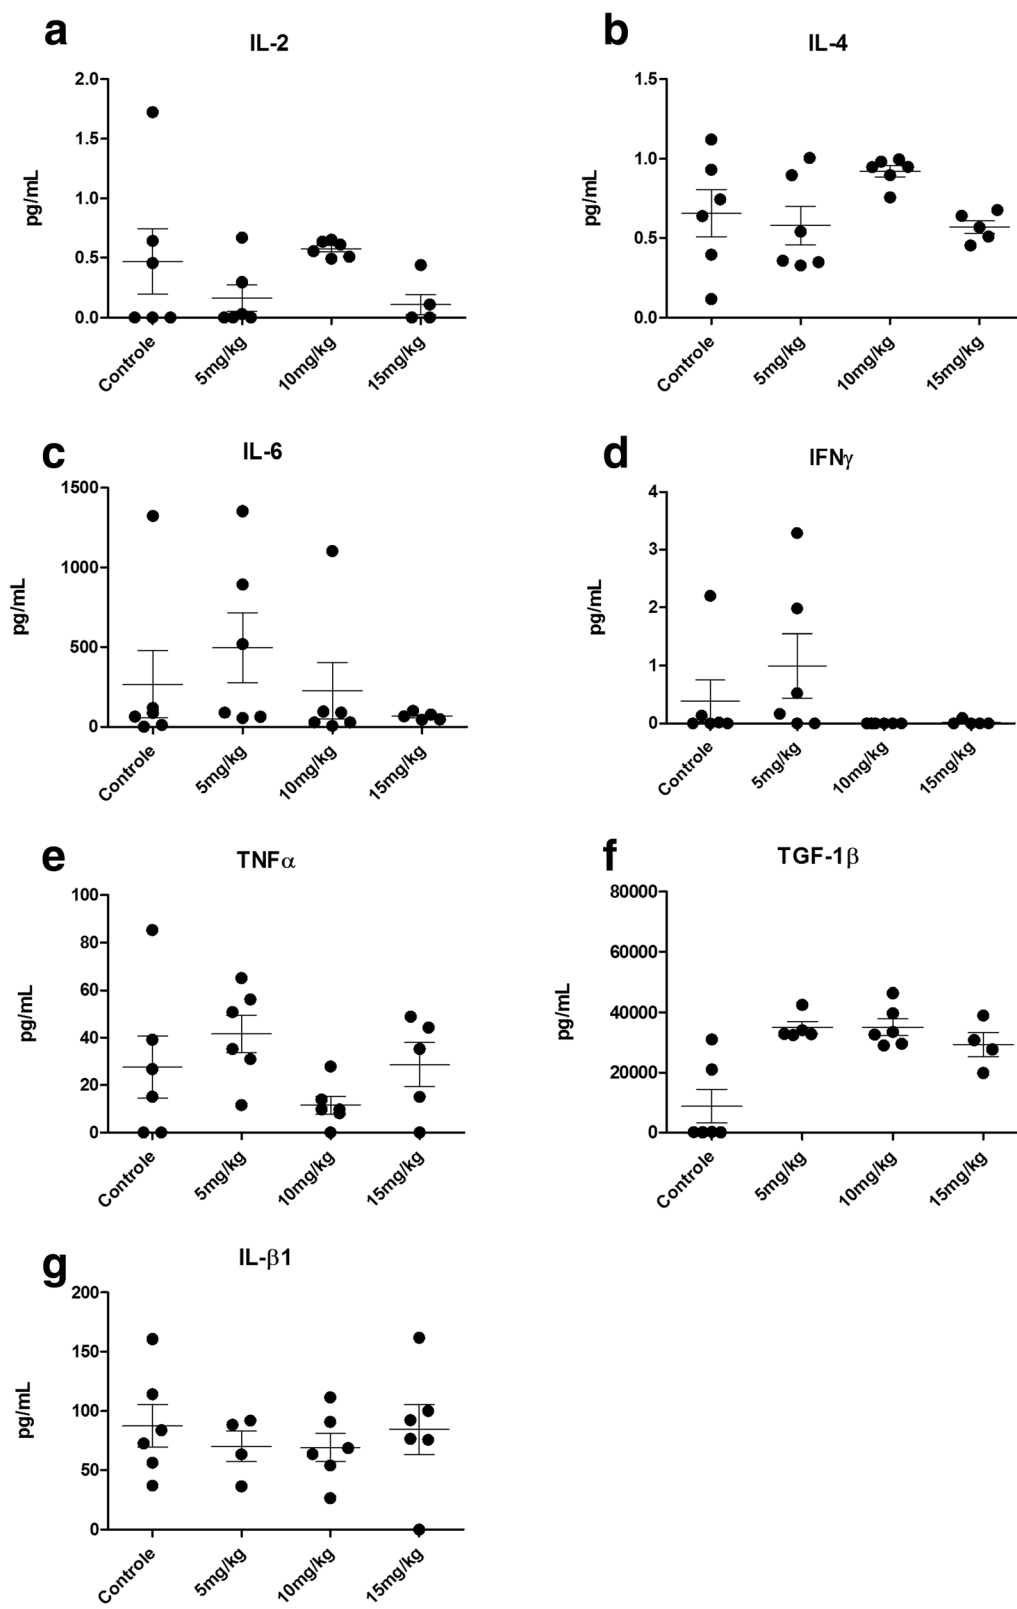 a
IL-2
pg/mL
2.0
1.5
1.0
0.5
0.0
Controle
5mg/kg
10mg/kg
15mg/kg
b
IL-4
pg/mL
1.5
1.0
0.5
0.0
Controle
5mg/kg
10mg/kg
15mg/kg
c
IL-6
pg/mL
1500
1000
500
0
Controle
5mg/kg
10mg/kg
15mg/kg
d
IFNγ
pg/mL
4
3
2
1
0
Controle
5mg/kg
10mg/kg
15mg/kg
e
TNFα
pg/mL
100
80
60
40
20
0
Controle
5mg/kg
10mg/kg
15mg/kg
f
TGF-1β
pg/mL
80000
60000
40000
20000
0
Controle
5mg/kg
10mg/kg
15mg/kg
g
IL-β1
pg/mL
200
150
100
50
0
Controle
5mg/kg
10mg/kg
15mg/kg